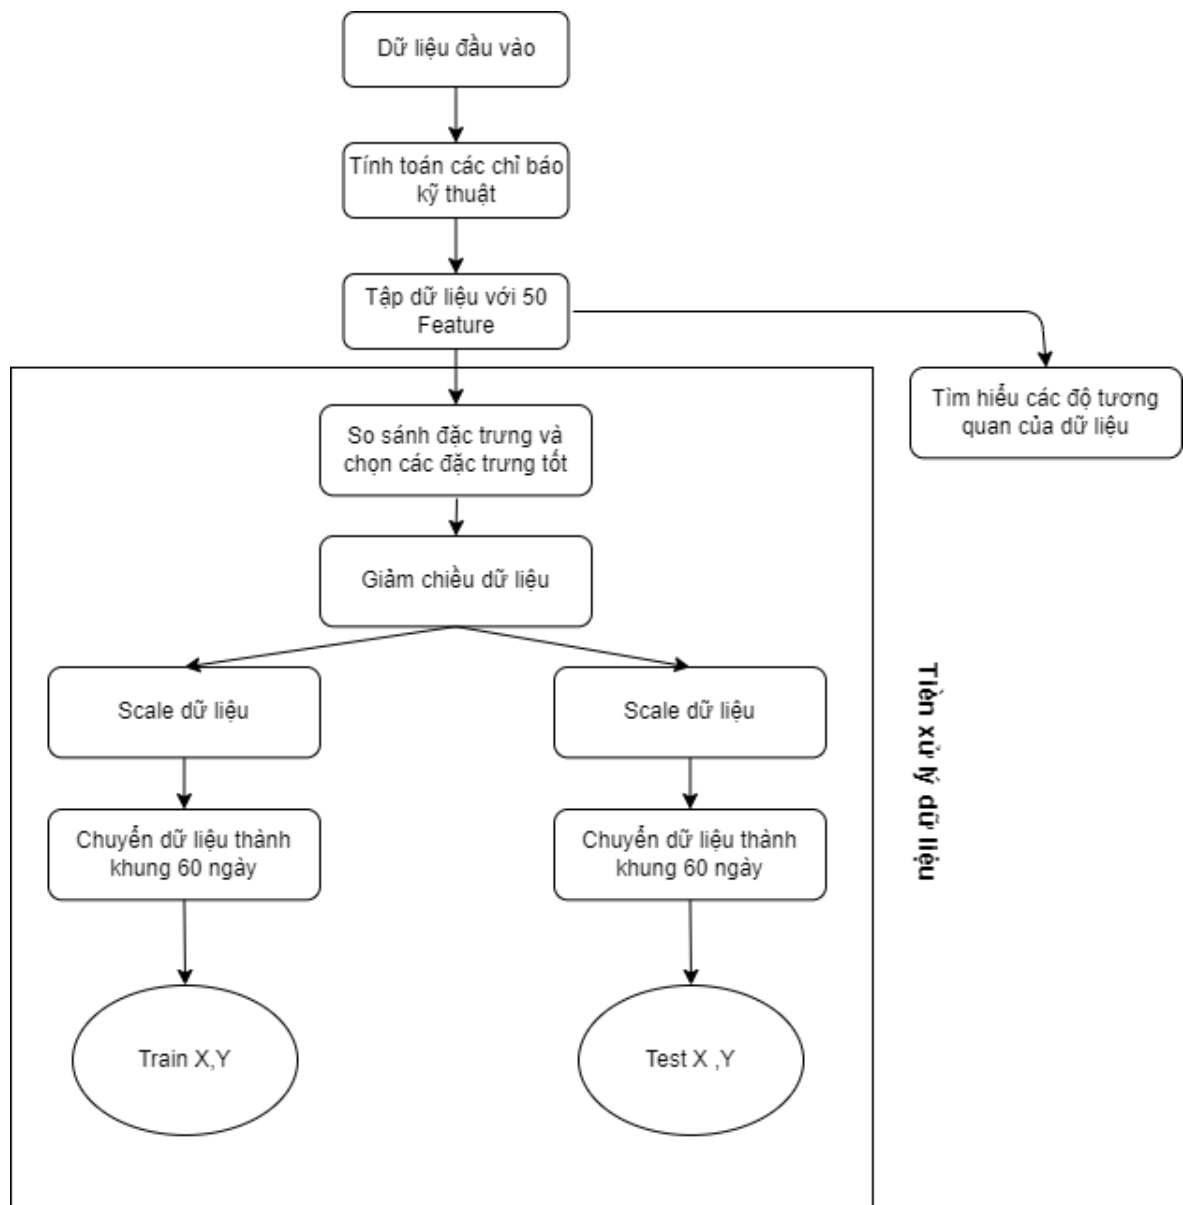 Dữ liệu đầu vào
Tính toán các chỉ báo
kỹ thuật
Tập dữ liệu với 50
Feature
Tìm hiểu các độ tương
quan của dữ liệu
So sánh đặc trưng và
chọn các đặc trưng tốt
Giảm chiều dữ liệu
Scale dữ liệu
Scale dữ liệu
Tiền xử lý dữ liệu
Chuyển dữ liệu thành
khung 60 ngày
Chuyển dữ liệu thành
khung 60 ngày
Train X,Y
Test X ,Y